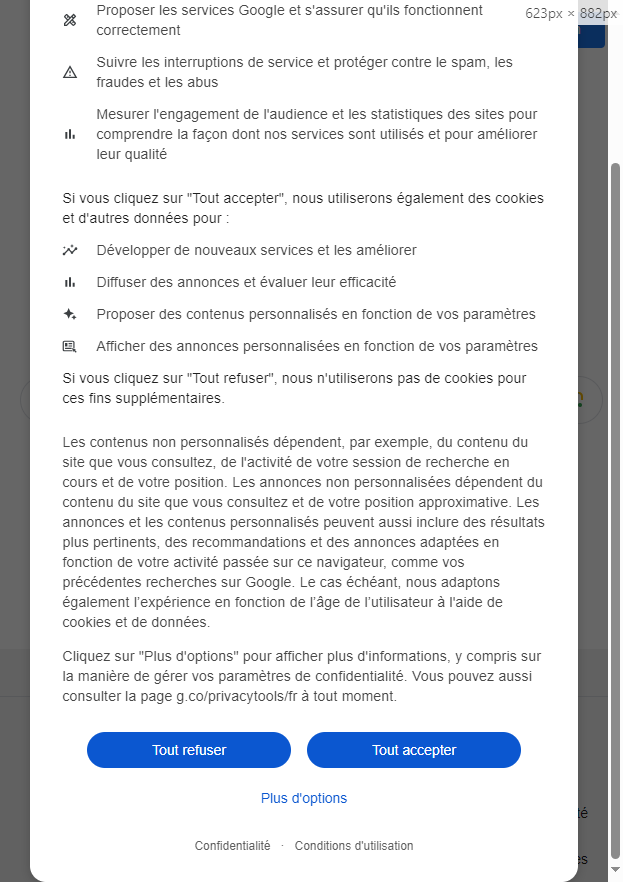 Proposer les services Google et s'assurer qu'ils fonctionnent
correctement
623px × 882px
Suivre les interruptions de service et protéger contre le spam, les
fraudes et les abus
Mesurer l'engagement de l'audience et les statistiques des sites pour
comprendre la façon dont nos services sont utilisés et pour améliorer
leur qualité
Si vous cliquez sur "Tout accepter", nous utiliserons également des cookies
et d'autres données pour :
Développer de nouveaux services et les améliorer
Diffuser des annonces et évaluer leur efficacité
Proposer des contenus personnalisés en fonction de vos paramètres
Afficher des annonces personnalisées en fonction de vos paramètres
Si vous cliquez sur "Tout refuser", nous n'utiliserons pas de cookies pour
ces fins supplémentaires.
Les contenus non personnalisés dépendent, par exemple, du contenu du
site que vous consultez, de l'activité de votre session de recherche en
cours et de votre position. Les annonces non personnalisées dépendent du
contenu du site que vous consultez et de votre position approximative. Les
annonces et les contenus personnalisés peuvent aussi inclure des résultats
plus pertinents, des recommandations et des annonces adaptées en
fonction de votre activité passée sur ce navigateur, comme vos
précédentes recherches sur Google. Le cas échéant, nous adaptons
également l’expérience en fonction de l’âge de l’utilisateur à l'aide de
cookies et de données.
Cliquez sur "Plus d'options" pour afficher plus d'informations, y compris sur
la manière de gérer vos paramètres de confidentialité. Vous pouvez aussi
consulter la page g.co/privacytools/fr à tout moment.
Tout refuser
Tout accepter
Plus d'options
Confidentialité · Conditions d'utilisation